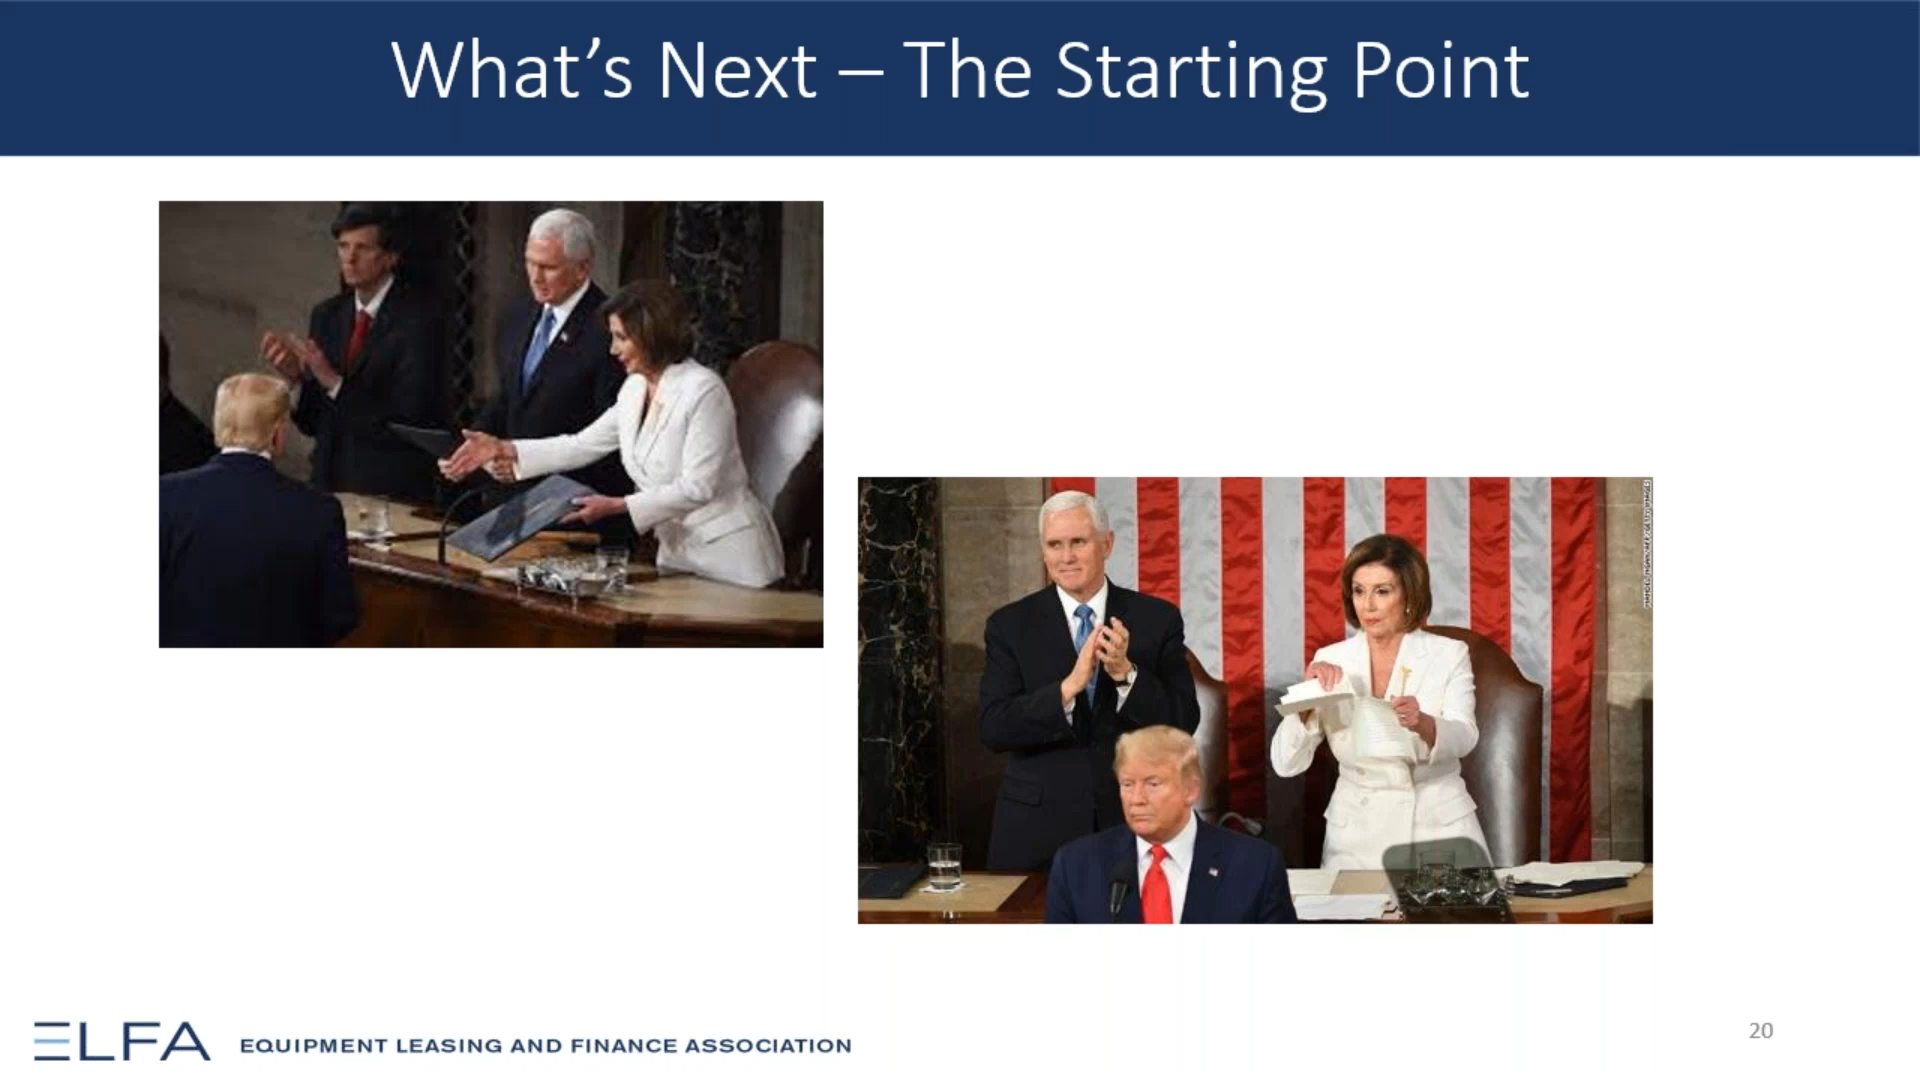 What’s Next – The Starting Point
ELFA
EQUIPMENT LEASING AND FINANCE ASSOCIATION
20